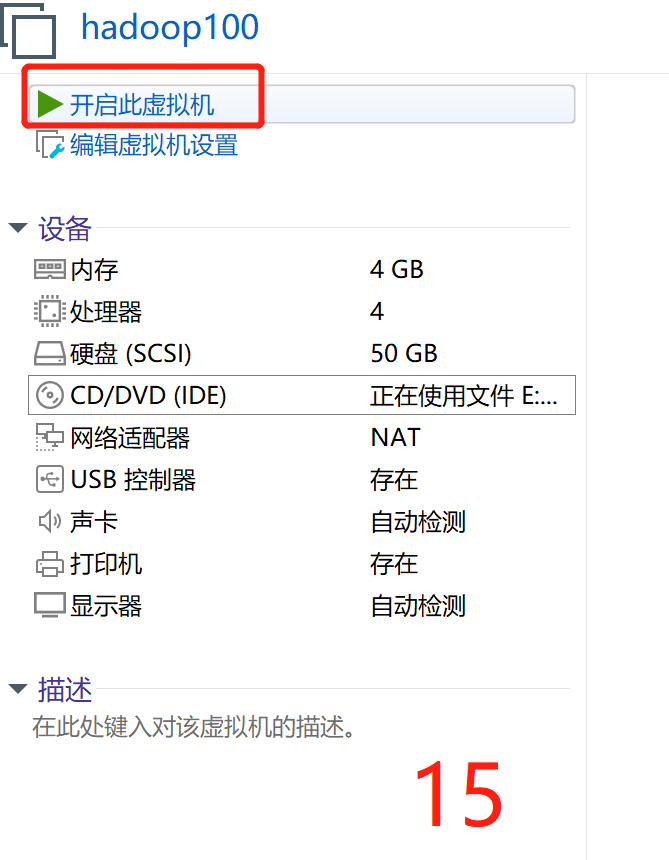 hadoop100
开启此虚拟机
编辑虚拟机设置
设备
内存 4 GB
处理器 4
硬盘 (SCSI) 50 GB
CD/DVD (IDE) 正在使用文件 E:...
网络适配器 NAT
USB 控制器 存在
声卡 自动检测
打印机 存在
显示器 自动检测
描述
在此处键入对该虚拟机的描述。
15